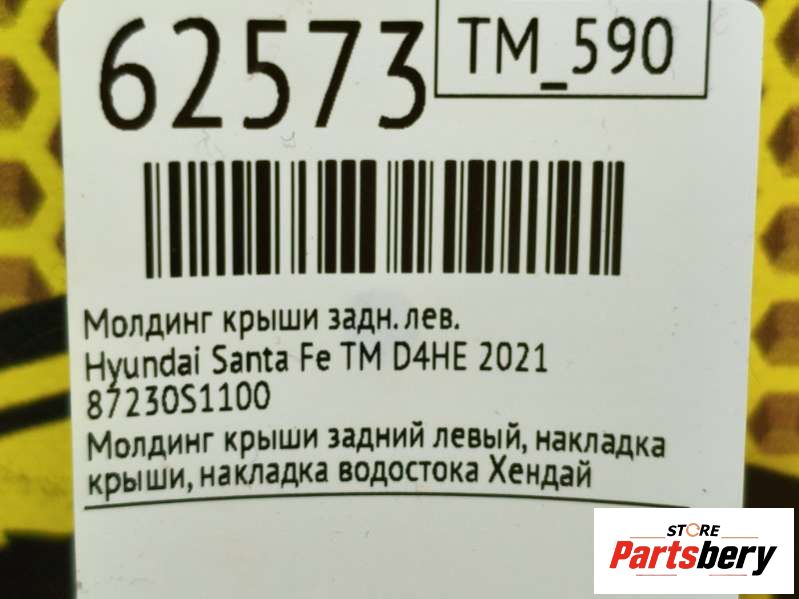 62573
TM_590
Молдинг крыши задн. лев.
Hyundai Santa Fe TM D4HE 2021
87230S1100
Молдинг крыши задний левый, накладка
крыши, накладка водостока Хендай
STORE
Partsbery